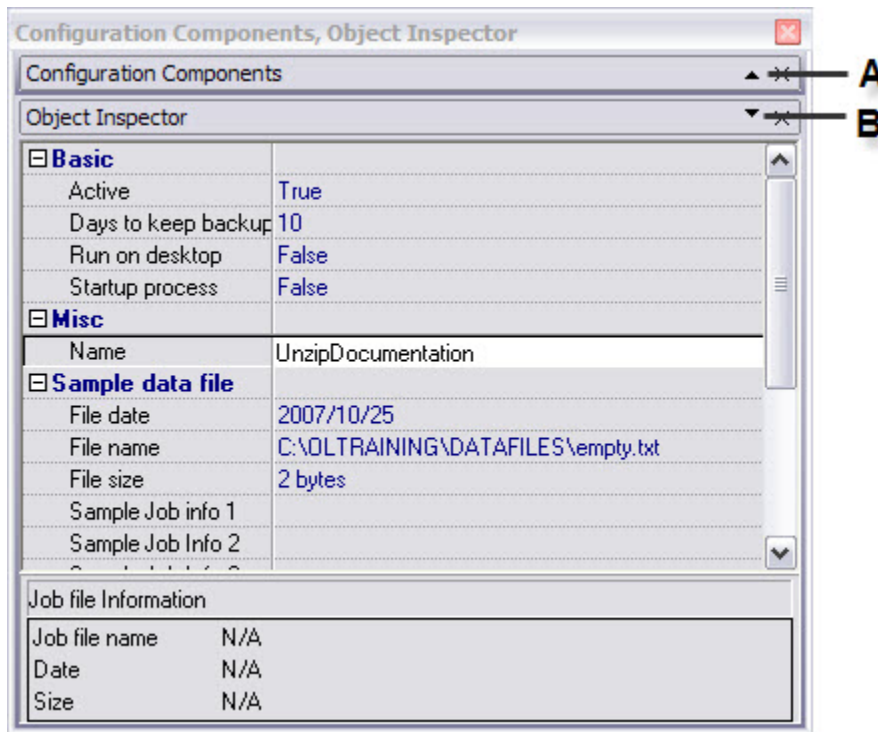 Configuration Components, Object Inspector
Configuration Components
A
Object Inspector
B
Basic
Active True
Days to keep backup 10
Run on desktop False
Startup process False
Misc
Name UnzipDocumentation
Sample data file
File date 2007/10/25
File name C:\OLTRAINING\DATAFILES\empty.txt
File size 2 bytes
Sample Job info 1
Sample Job Info 2
Job file Information
Job file name N/A
Date N/A
Size N/A